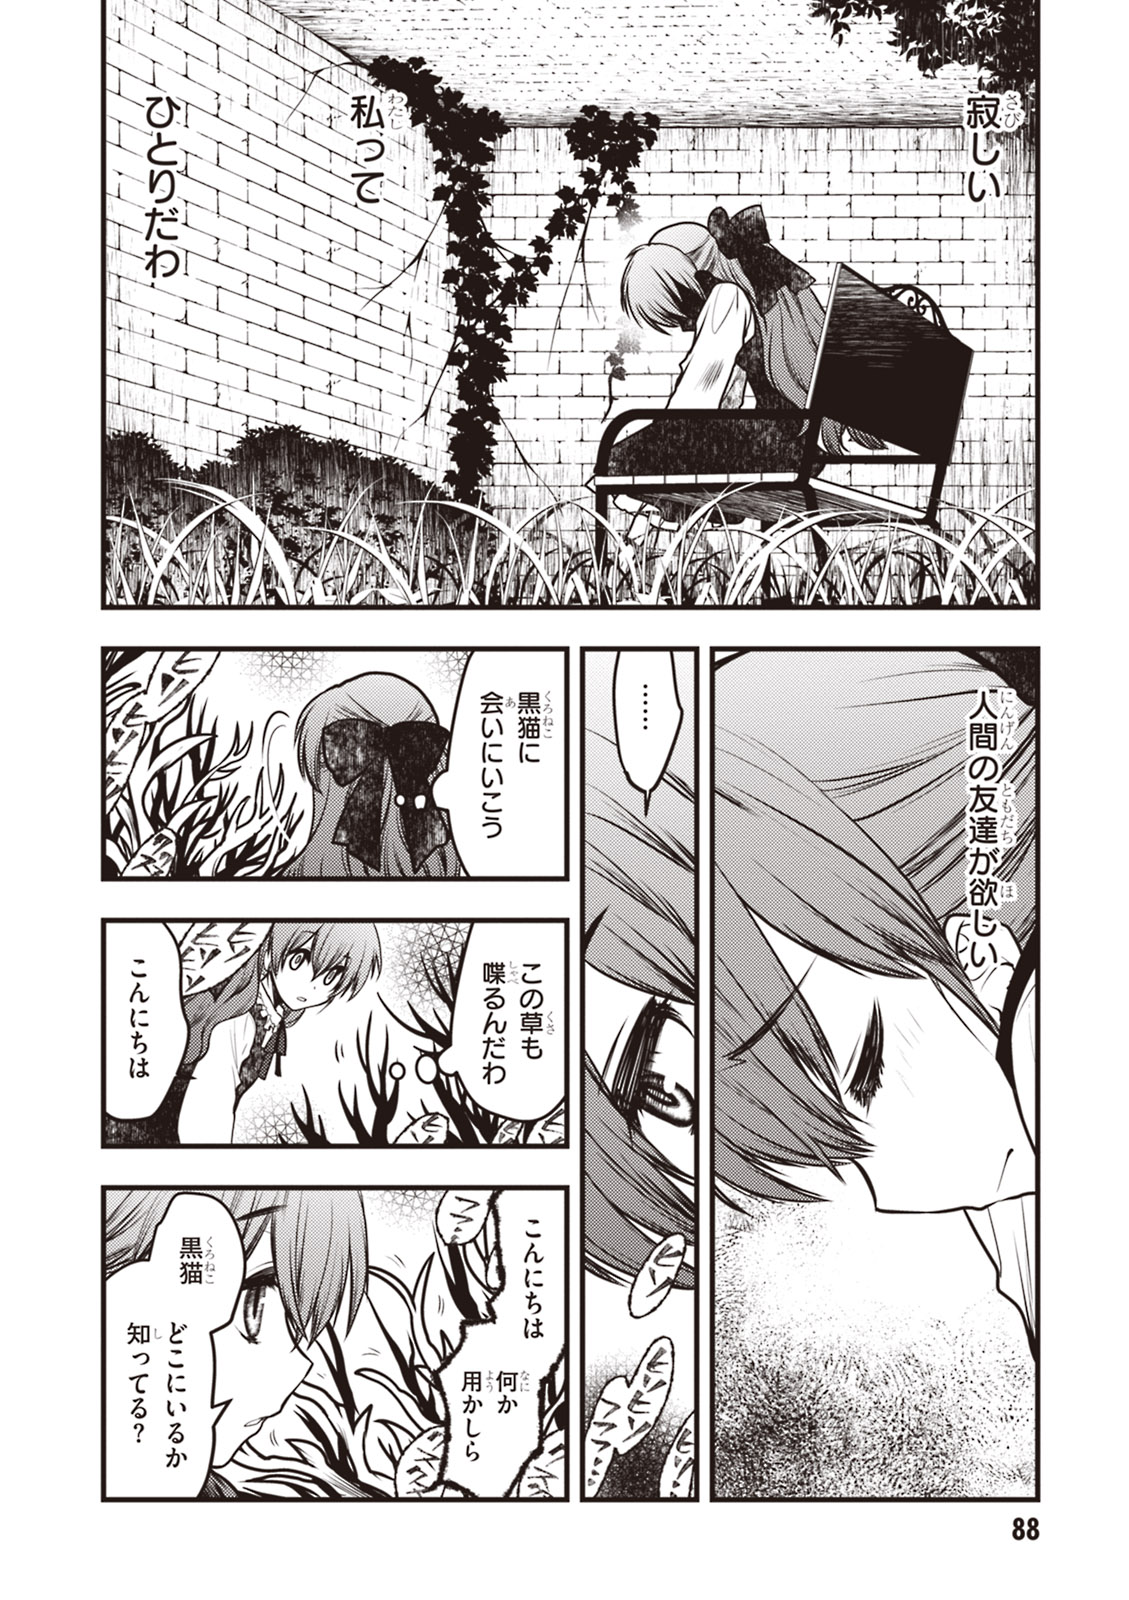 寂しい
私って
ひとりだわ
人間の友達が欲しい
……
黒猫に
会いにいこう
この草も
喋るんだわ
こんにちは
こんにちは
何か
用かしら
黒猫
どこにいるか
知ってる?
88